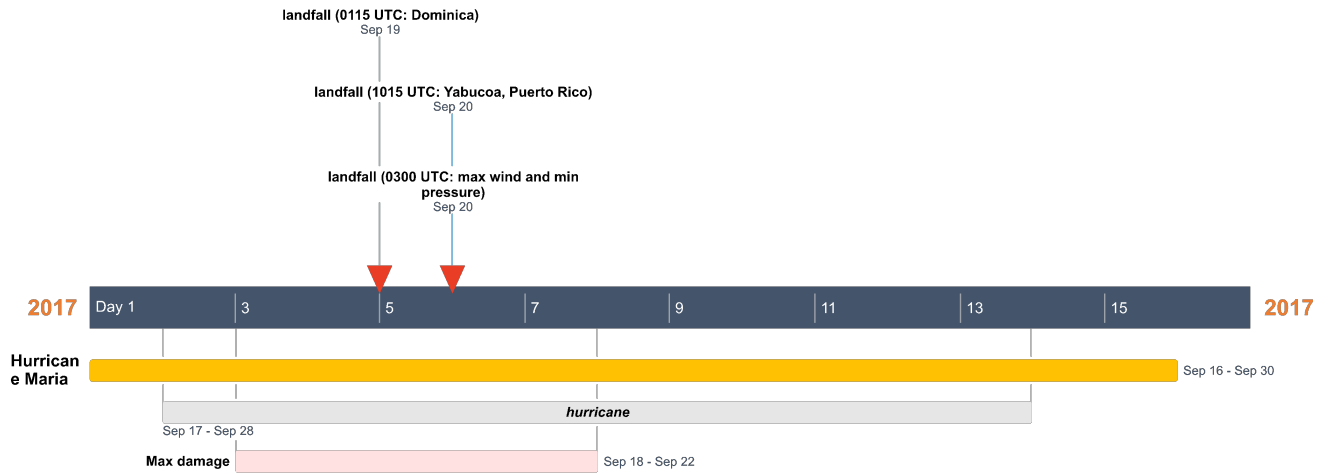 landfall (0115 UTC: Dominica)
Sep 19
landfall (1015 UTC: Yabucoa, Puerto Rico)
Sep 20
landfall (0300 UTC: max wind and min
pressure)
Sep 20
2017
Day 1
3
5
7
9
11
13
15
2017
Hurrican
e Maria
Sep 16 - Sep 30
hurricane
Sep 17 - Sep 28
Max damage
Sep 18 - Sep 22